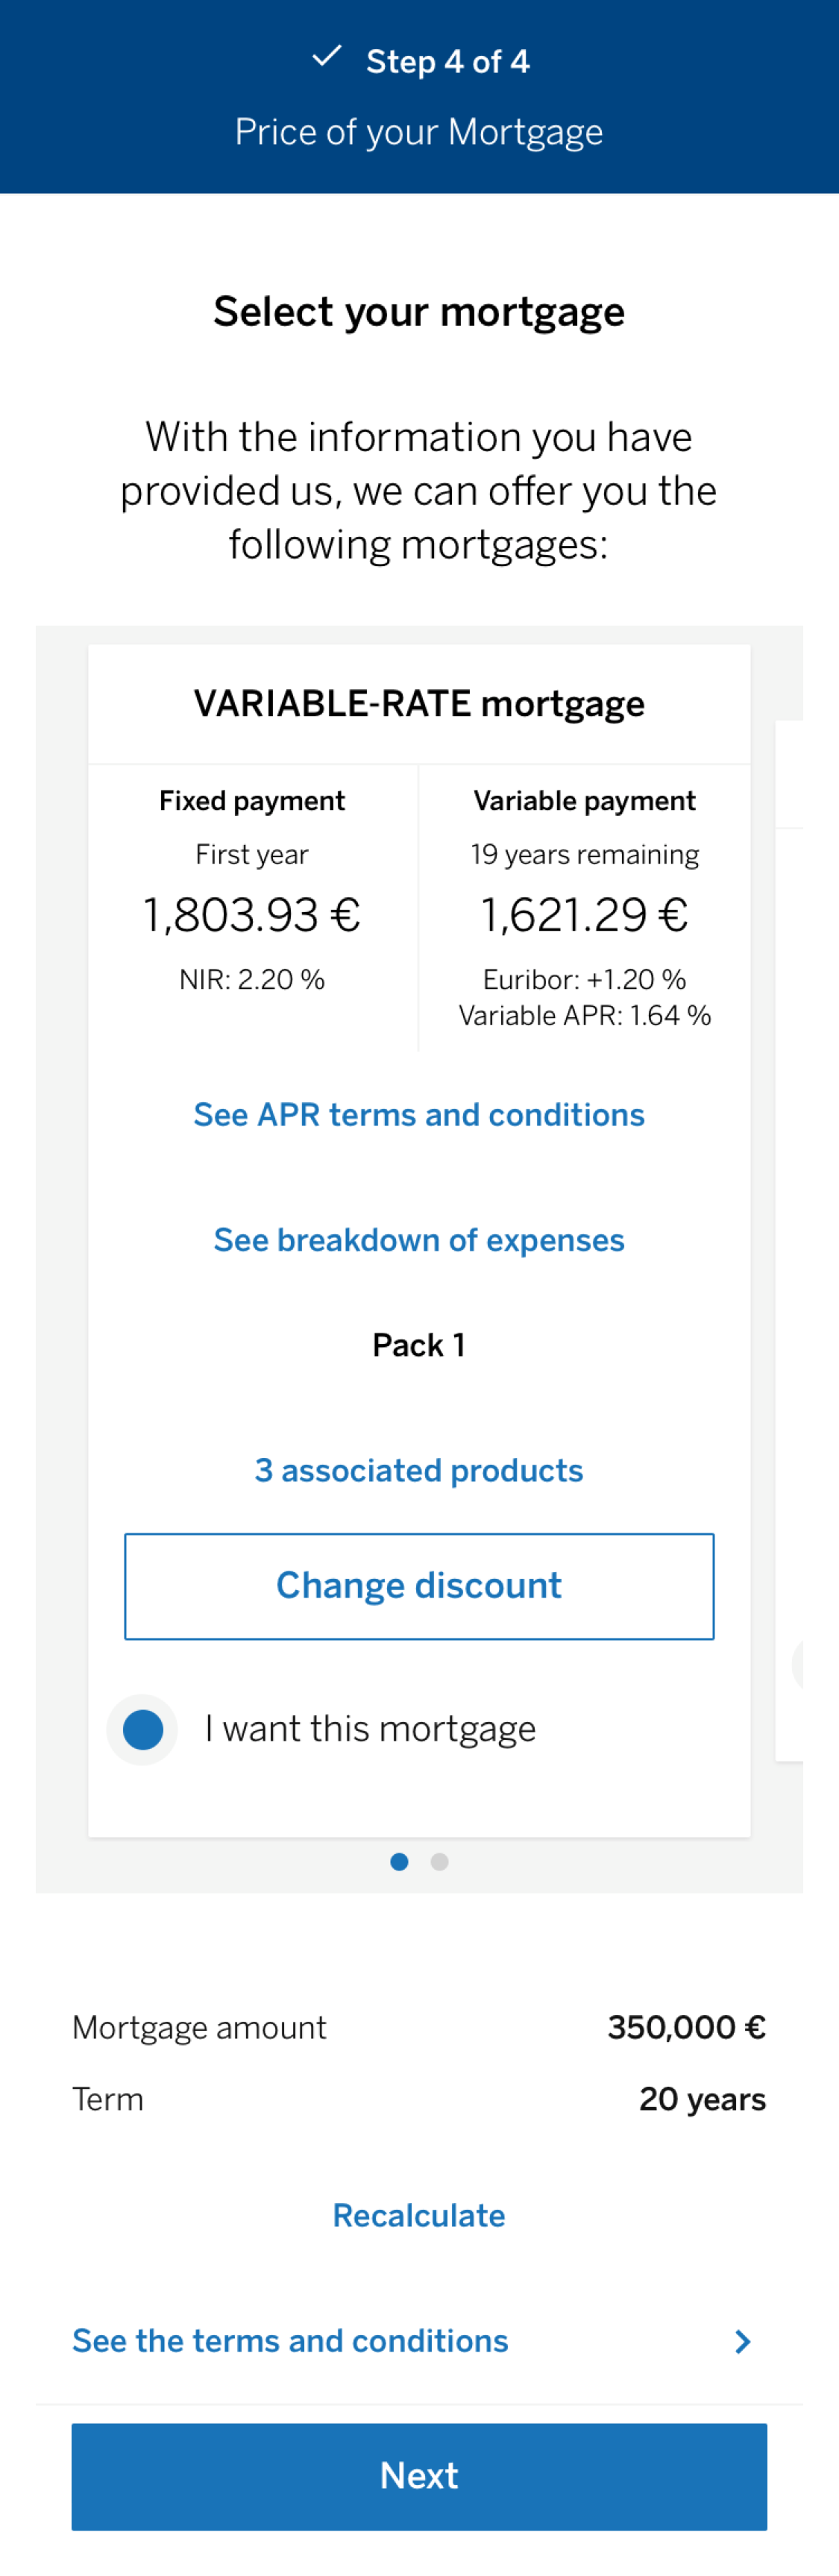 Step 4 of 4
Price of your Mortgage
Select your mortgage
With the information you have
provided us, we can offer you the
following mortgages:
VARIABLE-RATE mortgage
Fixed payment
First year
1,803.93 €
NIR: 2.20 %
Variable payment
19 years remaining
1,621.29 €
Euribor: +1.20 %
Variable APR: 1.64 %
See APR terms and conditions
See breakdown of expenses
Pack 1
3 associated products
Change discount
I want this mortgage
Mortgage amount 350,000 €
Term 20 years
Recalculate
See the terms and conditions
Next